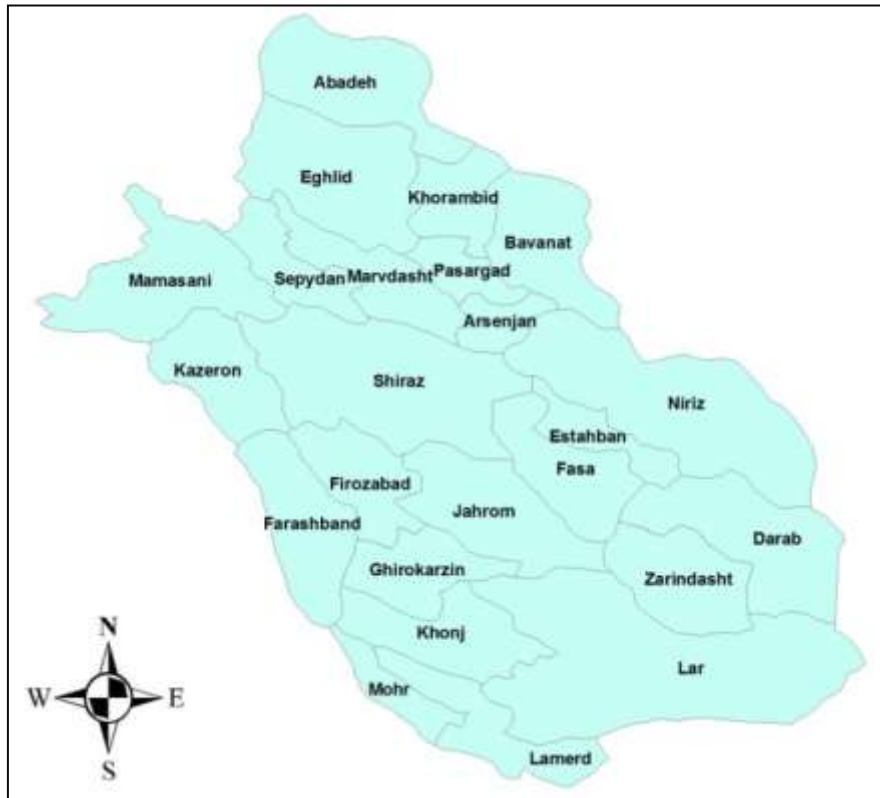 Abadeh
Eghlid
Khorambid
Bavanat
Mamasani
Sepydan
Marvdasht
Pasargad
Arsenjan
Kazeron
Shiraz
Niriz
Estahban
Fasa
Firozabad
Jahrom
Farashband
Darab
Ghirokarzin
Zarindasht
Khonj
Lar
Mohr
Lamerd
N
W
E
S